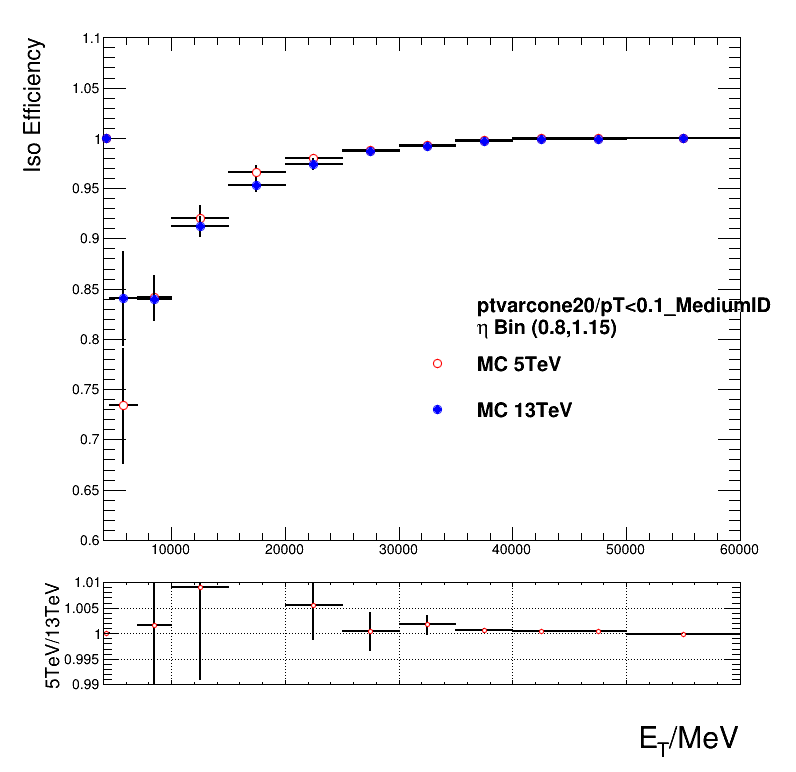 Iso Efficiency
1.1
1.05
1
0.95
0.9
0.85
0.8
0.75
0.7
0.65
0.6
ptvarcone20/pT<0.1_MediumID
η Bin (0.8,1.15)
MC 5TeV
MC 13TeV
10000 20000 30000 40000 50000 60000
5TeV/13TeV
1.01
1.005
1
0.995
0.99
E_T/MeV